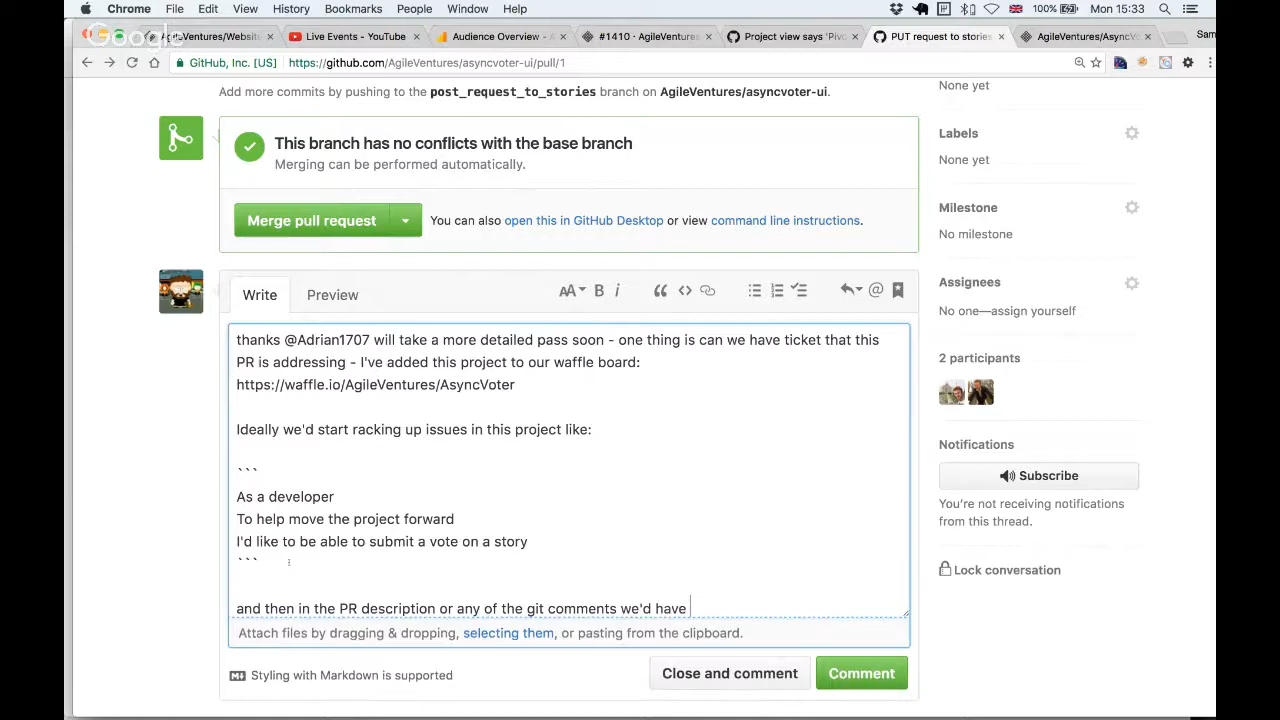 Chrome File Edit View History Bookmarks People Window Help 100% Mon 15:33
Google
AgileVentures/Website Live Events - YouTube Audience Overview - #1410 · AgileVentures Project view says 'Pivo PUT request to stories AgileVentures/AsyncVo Sam
GitHub, Inc. [US] https://github.com/AgileVentures/asyncvoter-ui/pull/1
Add more commits by pushing to the post_request_to_stories branch on AgileVentures/asyncvoter-ui.
This branch has no conflicts with the base branch
Merging can be performed automatically.
Merge pull request You can also open this in GitHub Desktop or view command line instructions.
Write Preview AA B i @
thanks @Adrian1707 will take a more detailed pass soon - one thing is can we have ticket that this
PR is addressing - I've added this project to our waffle board:
https://waffle.io/AgileVentures/AsyncVoter
Ideally we'd start racking up issues in this project like:
```
As a developer
To help move the project forward
I'd like to be able to submit a vote on a story
```
and then in the PR description or any of the git comments we'd have
Attach files by dragging & dropping, selecting them, or pasting from the clipboard.
Styling with Markdown is supported Close and comment Comment
None yet
Labels
None yet
Milestone
No milestone
Assignees
No one—assign yourself
2 participants
Notifications
Subscribe
You're not receiving notifications
from this thread.
Lock conversation